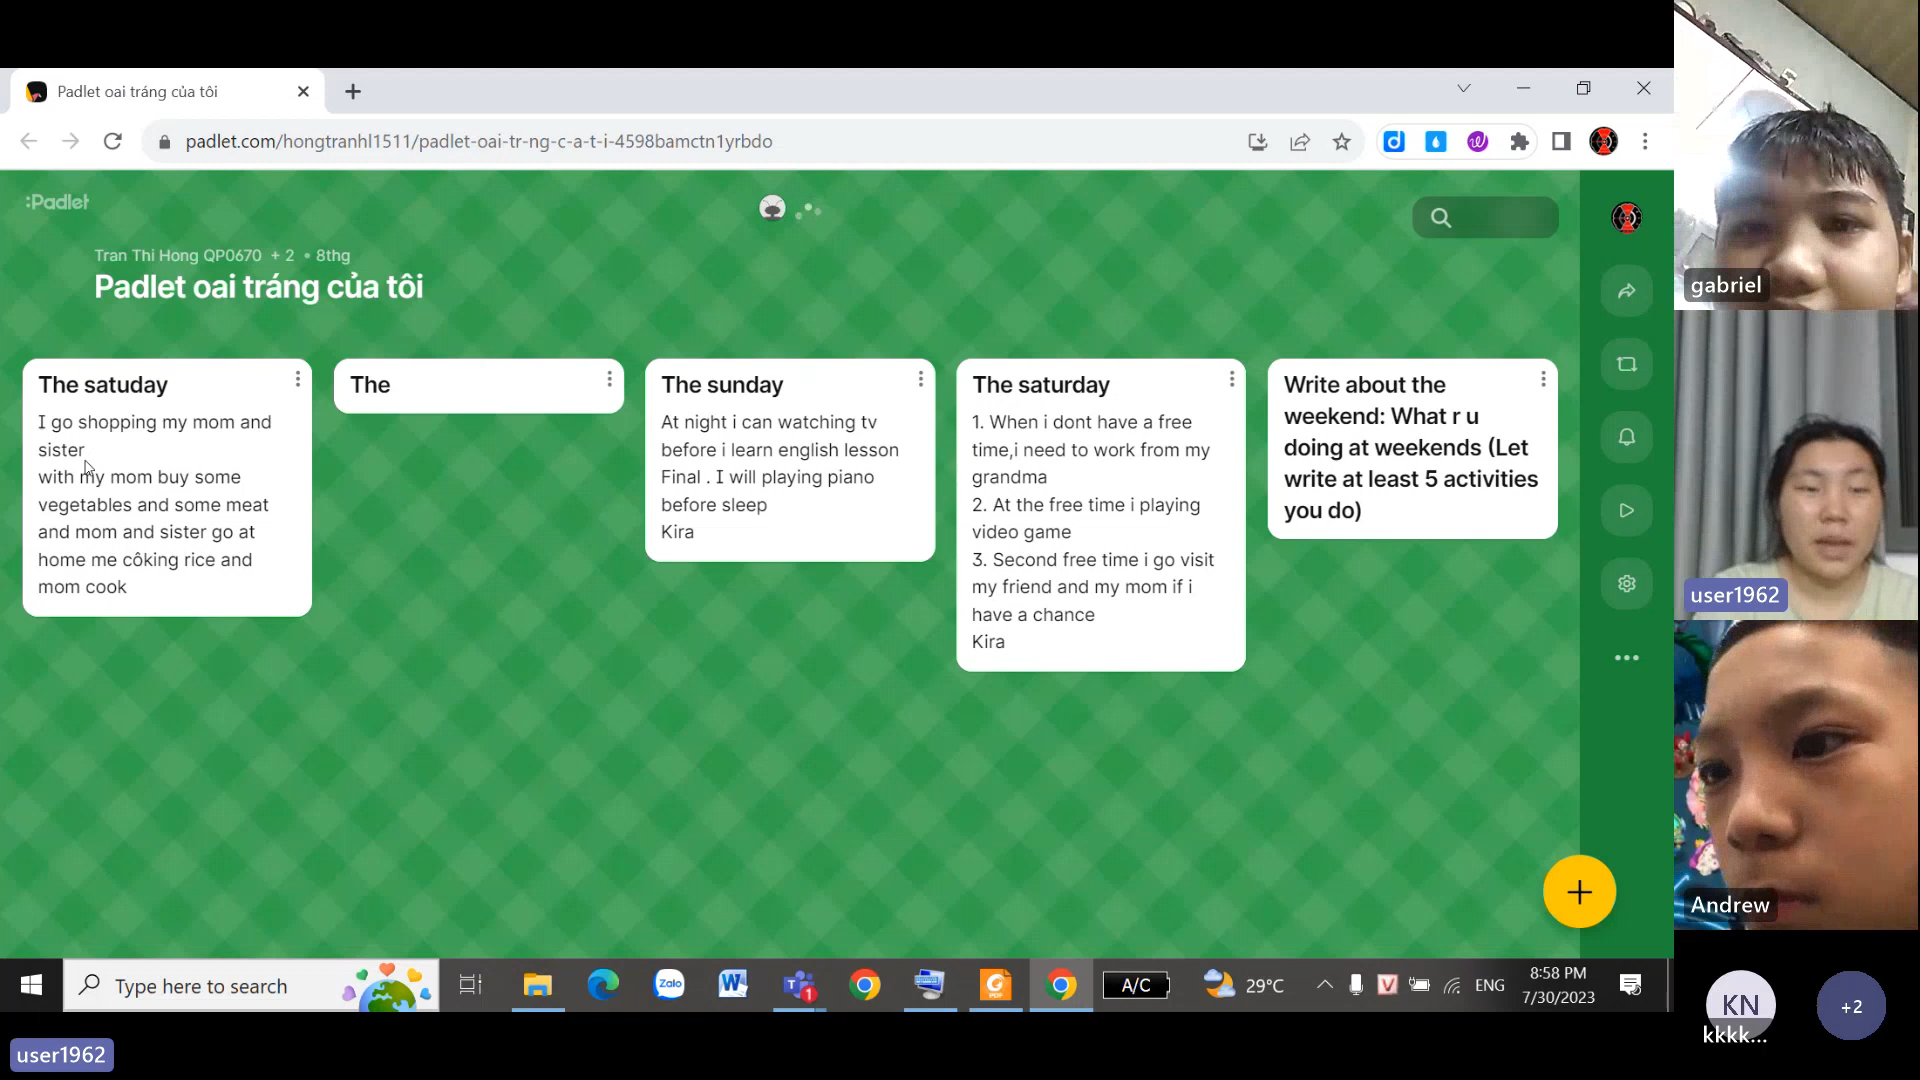 Padlet oai tráng của tôi
padlet.com/hongtranhl1511/padlet-oai-tr-ng-c-a-t-i-4598bamctn1yrbdo
:Padlet
Tran Thi Hong QP0670 + 2 • 8thg
Padlet oai tráng của tôi
The satuday
I go shopping my mom and
sister
with my mom buy some
vegetables and some meat
and mom and sister go at
home me côking rice and
mom cook
The
The sunday
At night i can watching tv
before i learn english lesson
Final . I will playing piano
before sleep
Kira
The saturday
1. When i dont have a free
time,i need to work from my
grandma
2. At the free time i playing
video game
3. Second free time i go visit
my friend and my mom if i
have a chance
Kira
Write about the
weekend: What r u
doing at weekends (Let
write at least 5 activities
you do)
gabriel
user1962
Andrew
KN
kkkk...
+2
Type here to search
Zalo
A/C
29°C
ENG
8:58 PM
7/30/2023
user1962